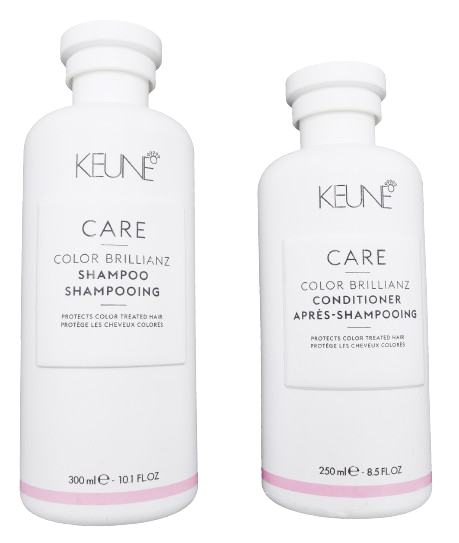 KEUNE
CARE
COLOR BRILLIANZ
SHAMPOO
SHAMPOOING
PROTECTS COLOR TREATED HAIR
PROTÈGE LES CHEVEUX COLORÉS
300 ml ℮ - 10.1 FL.OZ
KEUNE
CARE
COLOR BRILLIANZ
CONDITIONER
APRÈS-SHAMPOOING
PROTECTS COLOR TREATED HAIR
PROTÈGE LES CHEVEUX COLORÉS
250 ml ℮ - 8.5 FL.OZ